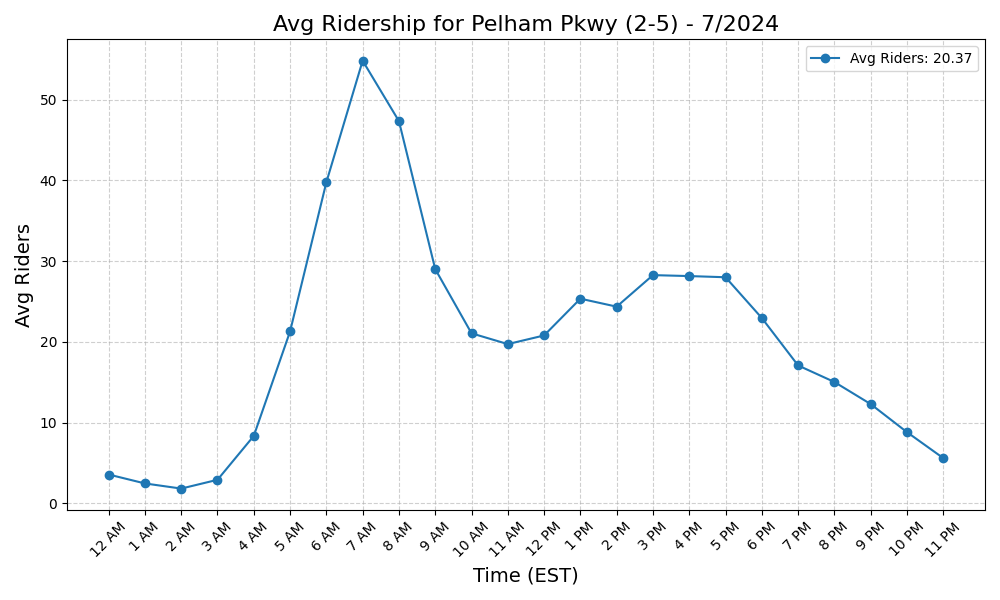 Avg Ridership for Pelham Pkwy (2-5) - 7/2024
Avg Riders: 20.37
Avg Riders
50
40
30
20
10
0
12 AM
1 AM
2 AM
3 AM
4 AM
5 AM
6 AM
7 AM
8 AM
9 AM
10 AM
11 AM
12 PM
1 PM
2 PM
3 PM
4 PM
5 PM
6 PM
7 PM
8 PM
9 PM
10 PM
11 PM
Time (EST)